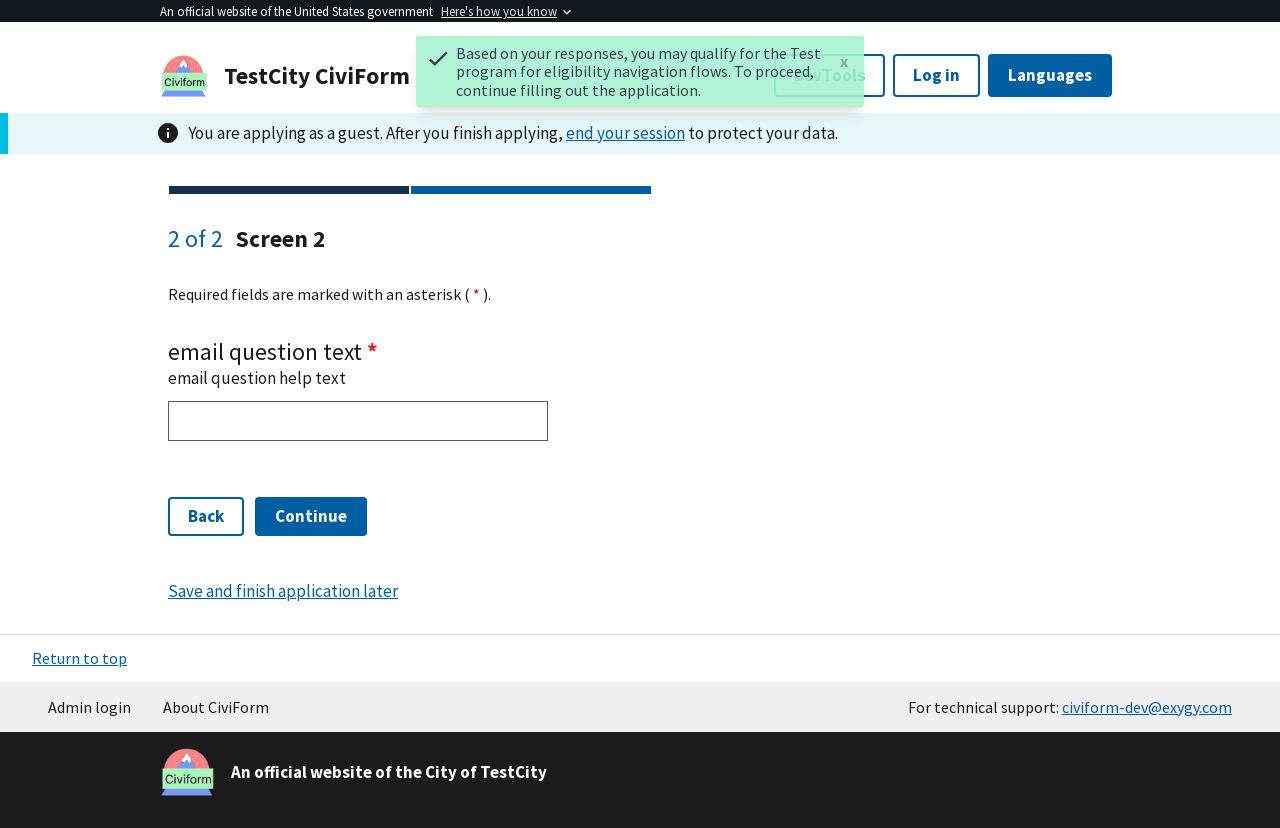 An official website of the United States government Here's how you know
Civiform
TestCity CiviForm
Based on your responses, you may qualify for the Test
program for eligibility navigation flows. To proceed,
continue filling out the application.
x
DevTools
Log in
Languages
You are applying as a guest. After you finish applying, end your session to protect your data.
2 of 2 Screen 2
Required fields are marked with an asterisk ( * ).
email question text *
email question help text
Back
Continue
Save and finish application later
Return to top
Admin login
About CiviForm
For technical support: civiform-dev@exygy.com
Civiform
An official website of the City of TestCity